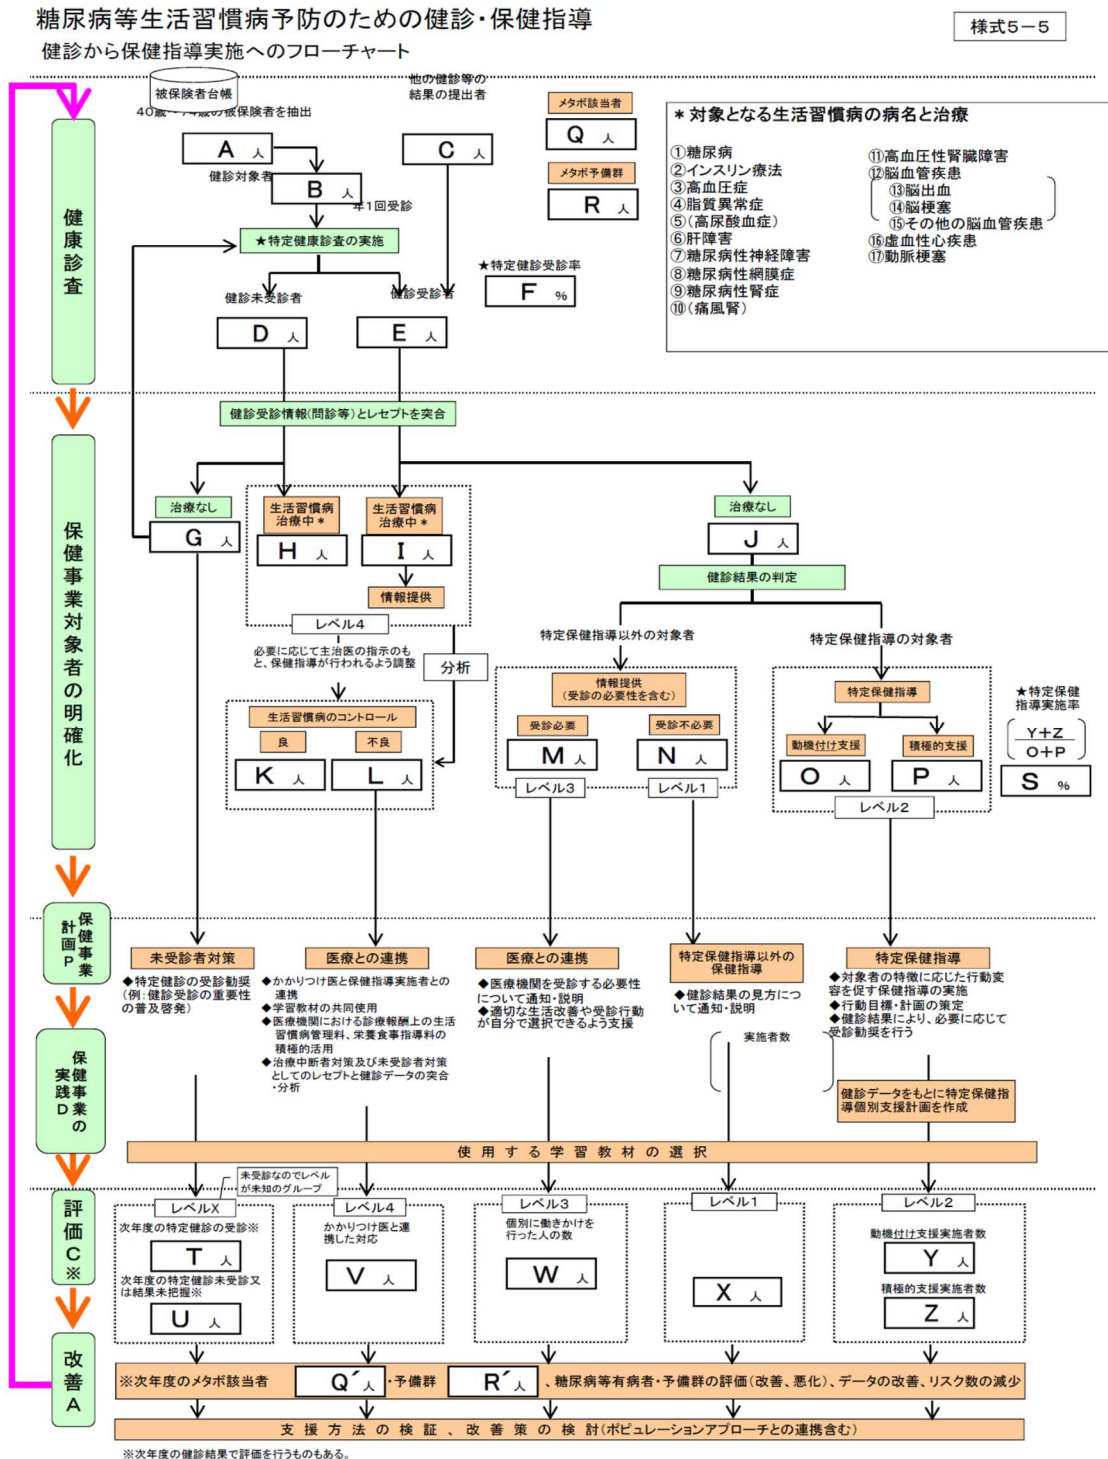 糖尿病等生活習慣病予防のための健診・保健指導
様式5－5
健診から保健指導実施へのフローチャート
被保険者台帳
40歳～74歳の被保険者を抽出
A 人
健診対象者
B 人
年1回受診
他の健診等の
結果の提出者
C 人
メタボ該当者
Q 人
メタボ予備群
R 人
＊対象となる生活習慣病の病名と治療
①糖尿病
②インスリン療法
③高血圧症
④脂質異常症
⑤(高尿酸血症)
⑥肝障害
⑦糖尿病性神経障害
⑧糖尿病性網膜症
⑨糖尿病性腎症
⑩(痛風腎)
⑪高血圧性腎臓障害
⑫脳血管疾患
⑬脳出血
⑭脳梗塞
⑮その他の脳血管疾患
⑯虚血性心疾患
⑰動脈梗塞
健康診査
★特定健康診査の実施
★特定健診受診率
F %
健診未受診者
D 人
健診受診者
E 人
健診受診情報(問診等)とレセプトを突合
保健事業対象者の明確化
治療なし
G 人
生活習慣病
治療中＊
H 人
生活習慣病
治療中＊
I 人
情報提供
レベル4
必要に応じて主治医の指示のも
と、保健指導が行われるよう調整
分析
生活習慣病のコントロール
良
不良
K 人
L 人
治療なし
J 人
健診結果の判定
特定保健指導以外の対象者
特定保健指導の対象者
情報提供
(受診の必要性を含む)
受診必要
受診不必要
M 人
N 人
レベル3
レベル1
特定保健指導
動機付け支援
積極的支援
O 人
P 人
レベル2
★特定保健
指導実施率
Y+Z
O+P
S %
保健事業
計画P
未受診者対策
◆特定健診の受診勧奨
(例:健診受診の重要性
の普及啓発)
医療との連携
◆かかりつけ医と保健指導実施者との
連携
◆学習教材の共同使用
◆医療機関における診療報酬上の生活
習慣病管理料、栄養食事指導料の
積極的活用
◆治療中断者対策及び未受診者対策
としてのレセプトと健診データの突合
・分析
医療との連携
◆医療機関を受診する必要性
について通知・説明
◆適切な生活改善や受診行動
が自分で選択できるよう支援
特定保健指導以外の
保健指導
◆健診結果の見方につ
いて通知・説明
実施者数
特定保健指導
◆対象者の特徴に応じた行動変
容を促す保健指導の実施
◆行動目標・計画の策定
◆健診結果により、必要に応じて
受診勧奨を行う
健診データをもとに特定保健指
導個別支援計画を作成
保健事業の
実践D
使用する学習教材の選択
評価C※
未受診なのでレベル
が未知のグループ
レベルX
次年度の特定健診の受診※
T 人
次年度の特定健診未受診又
は結果未把握※
U 人
レベル4
かかりつけ医と連
携した対応
V 人
レベル3
個別に働きかけを
行った人の数
W 人
レベル1
X 人
レベル2
動機付け支援実施者数
Y 人
積極的支援実施者数
Z 人
改善A
※次年度のメタボ該当者 Q´人 ・予備群 R´人 、糖尿病等有病者・予備群の評価(改善、悪化)、データの改善、リスク数の減少
支援方法の検証、改善策の検討(ポピュレーションアプローチとの連携含む)
※次年度の健診結果で評価を行うものもある。